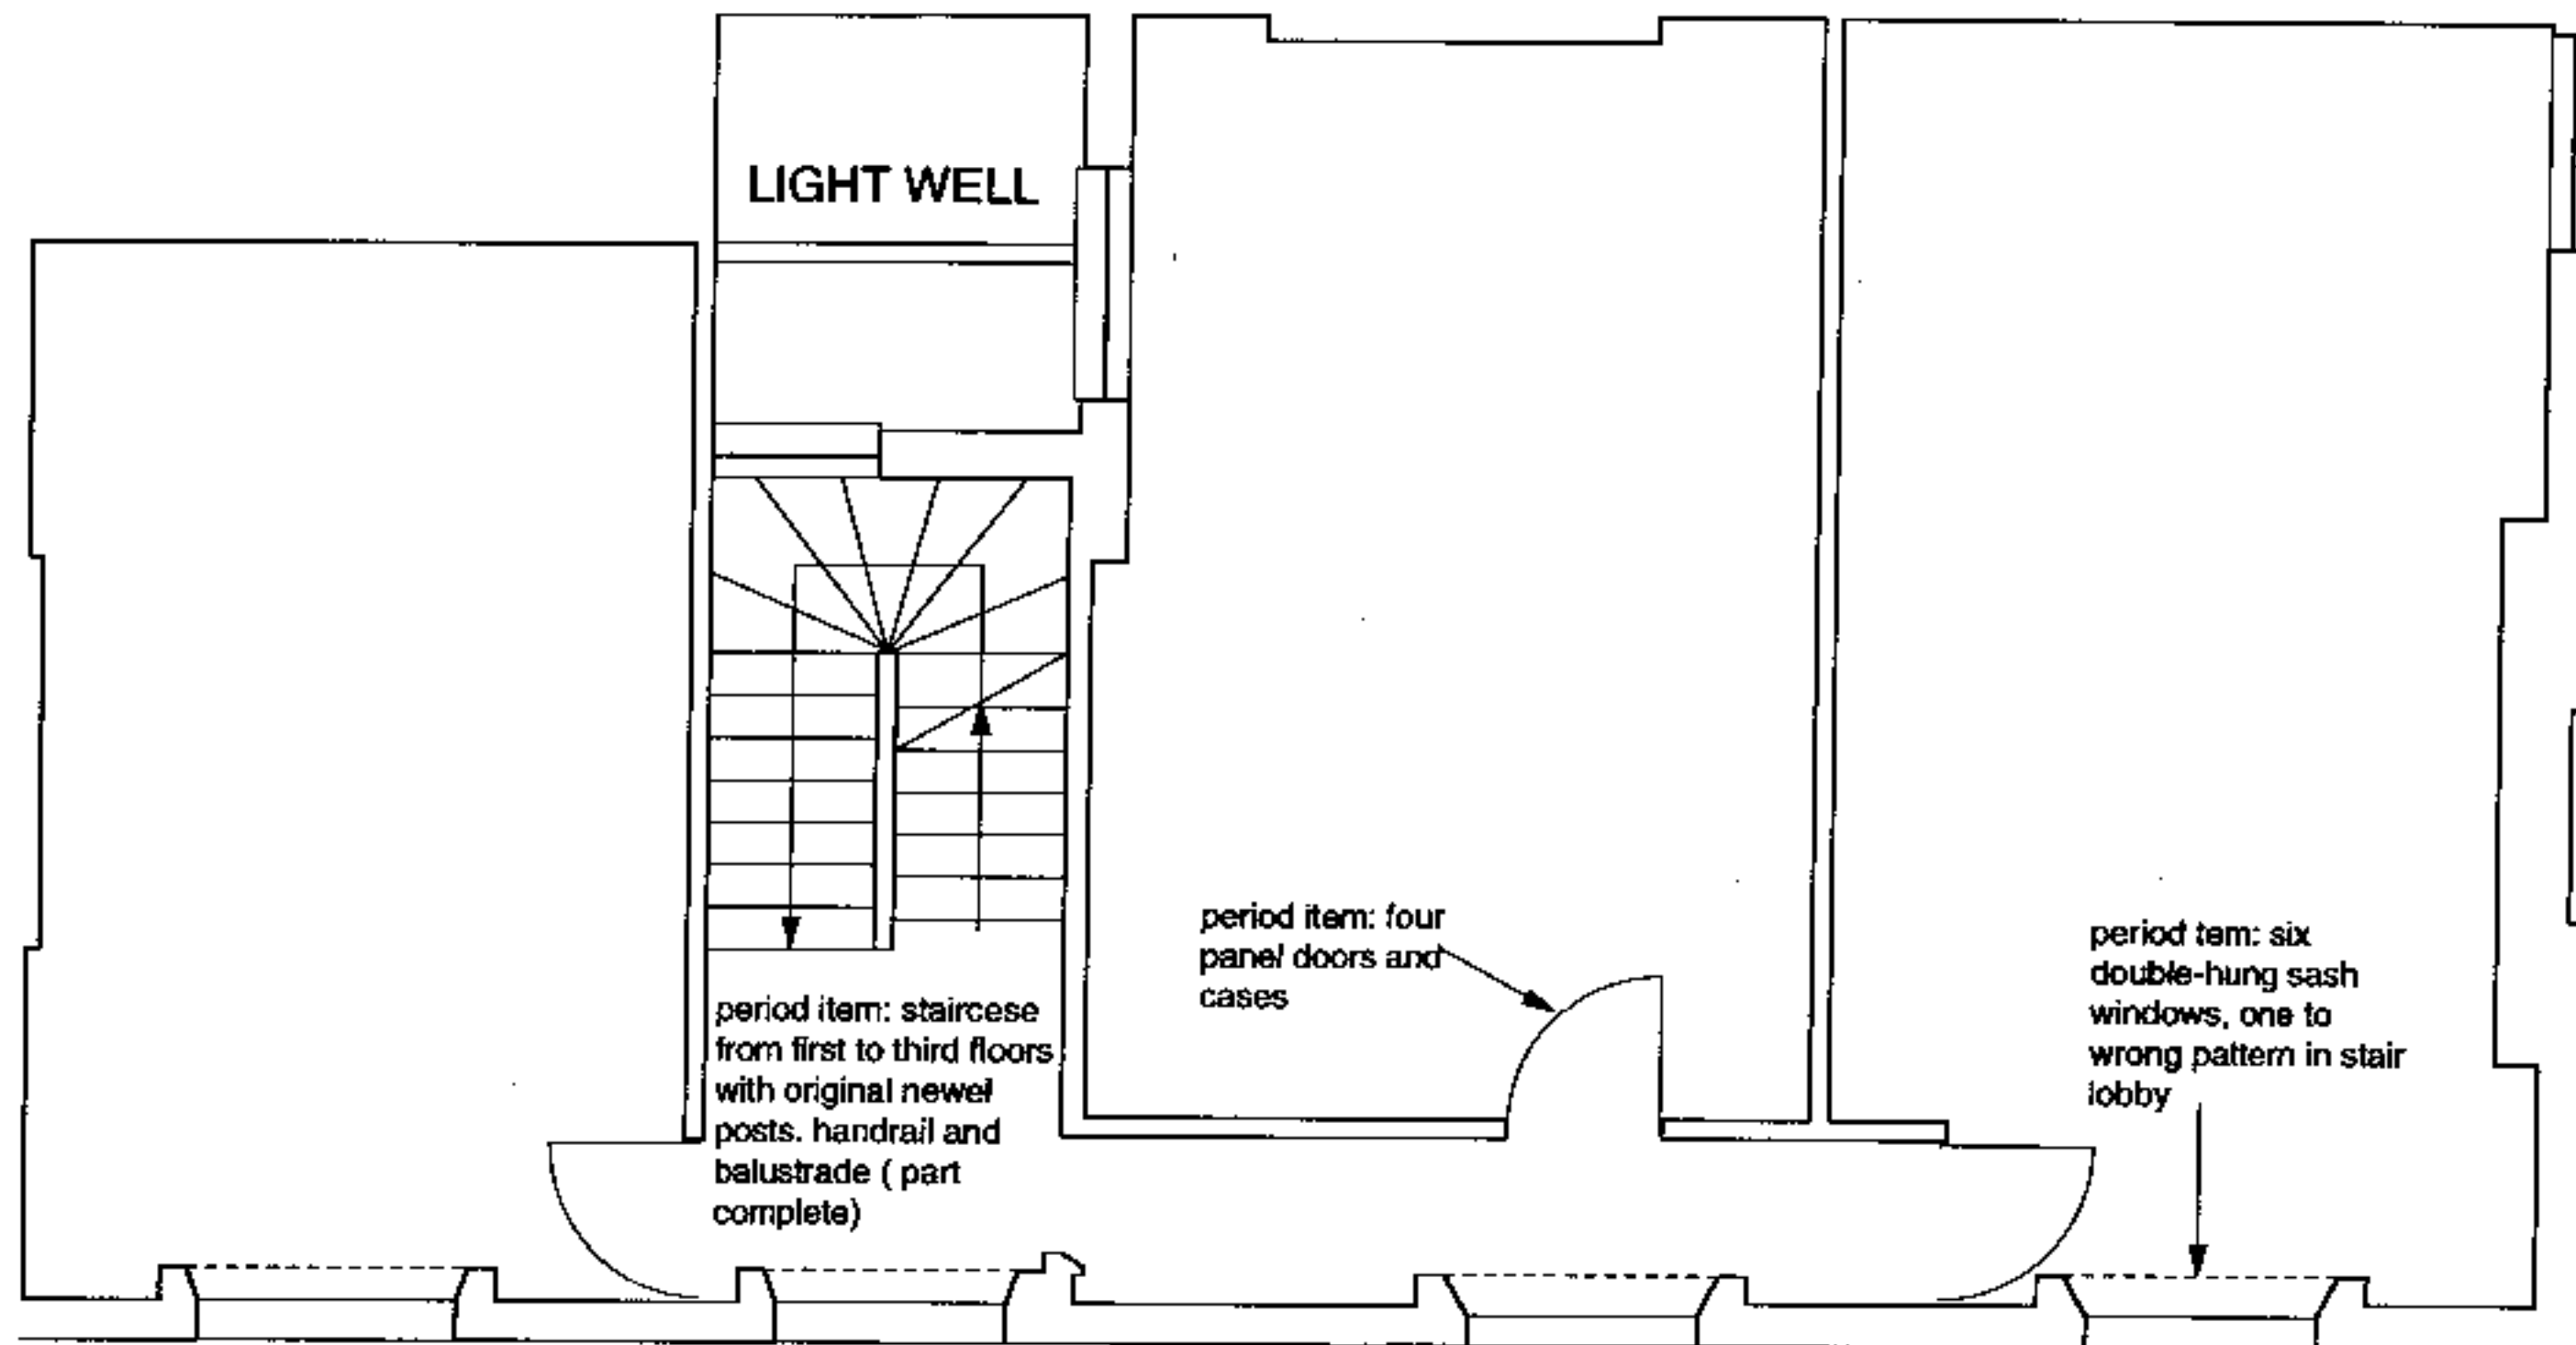 LIGHT WELL
period item: four
panel doors and
cases
period tem: six
double-hung sash
windows, one to
wrong pattern in stair
lobby
period item: staircese
from first to third floors
with original newel
posts. handrail and
balustrade ( part
complete)